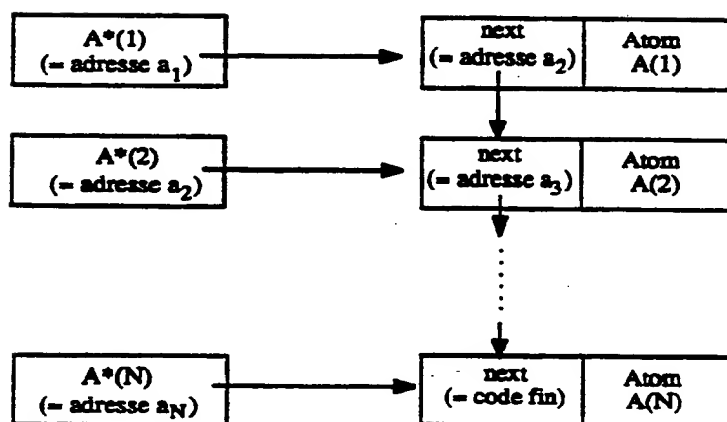 A*(1)
(= adresse a1)
next
(= adresse a2)
Atom
A(1)
A*(2)
(= adresse a2)
next
(= adresse a3)
Atom
A(2)
A*(N)
(= adresse aN)
next
(= code fin)
Atom
A(N)